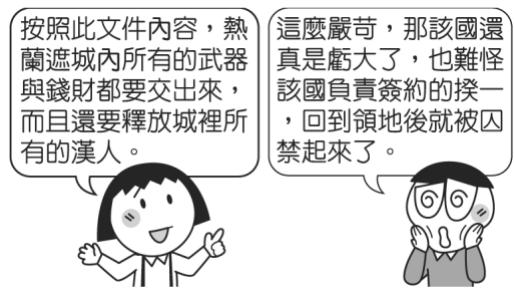 按照此文件內容，熱
蘭遮城內所有的武器
與錢財都要交出來，
而且還要釋放城裡所
有的漢人。
這麼嚴苛，那該國還
真是虧大了，也難怪
該國負責簽約的揆一
，回到領地後就被囚
禁起來了。